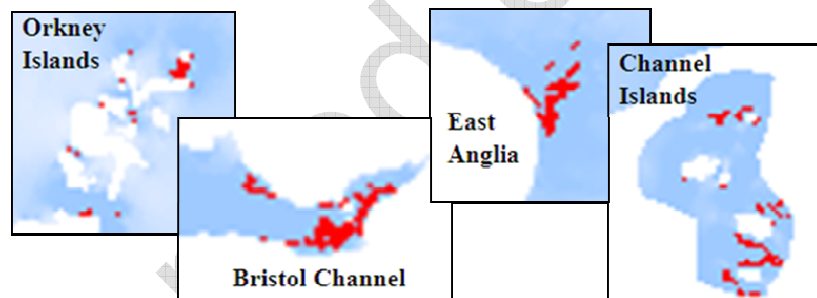 Orkney
Islands
Bristol Channel
East
Anglia
Channel
Islands